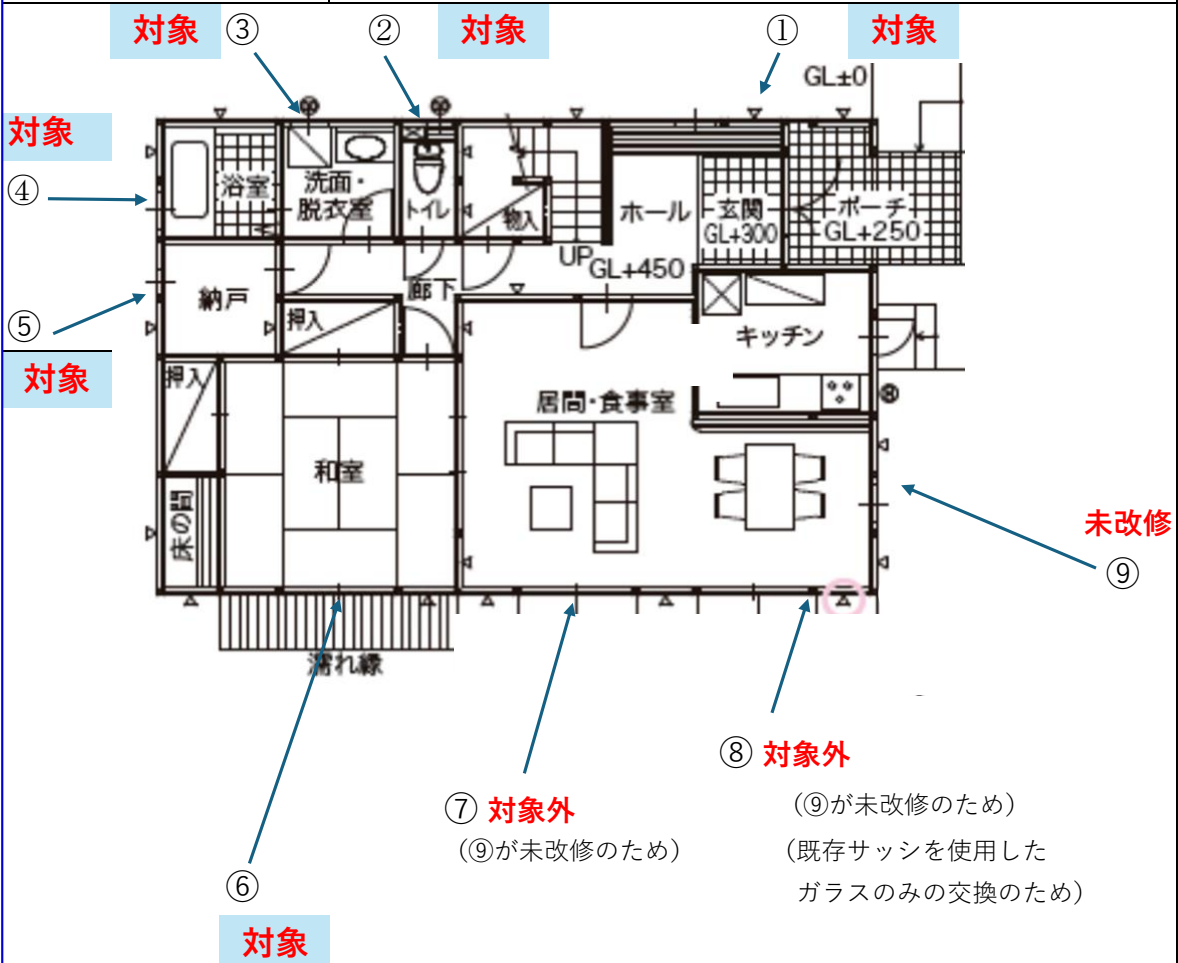 対象 ③ ② 対象 ① 対象
GL±0
対象
④
浴室
洗面・
脱衣室
トイレ
物入
ホール
玄関
GL+300
ポーチ
GL+250
UP
GL+450
⑤
納戸
廊下
押入
キッチン
対象
押入
居間・食事室
和室
床の間
未改修
⑨
濡れ縁
⑧ 対象外
（⑨が未改修のため）
（既存サッシを使用した
ガラスのみの交換のため）
⑦ 対象外
（⑨が未改修のため）
⑥
対象